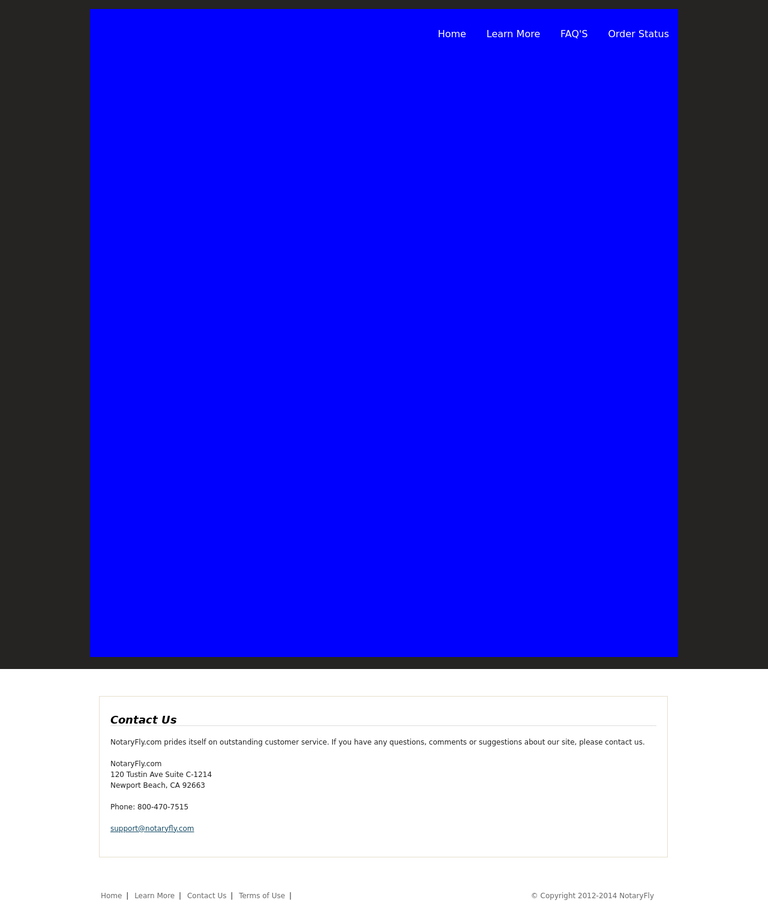 Home Learn More FAQ'S Order Status
Contact Us
NotaryFly.com prides itself on outstanding customer service. If you have any questions, comments or suggestions about our site, please contact us.
NotaryFly.com
120 Tustin Ave Suite C-1214
Newport Beach, CA 92663
Phone: 800-470-7515
support@notaryfly.com
Home | Learn More | Contact Us | Terms of Use | © Copyright 2012-2014 NotaryFly